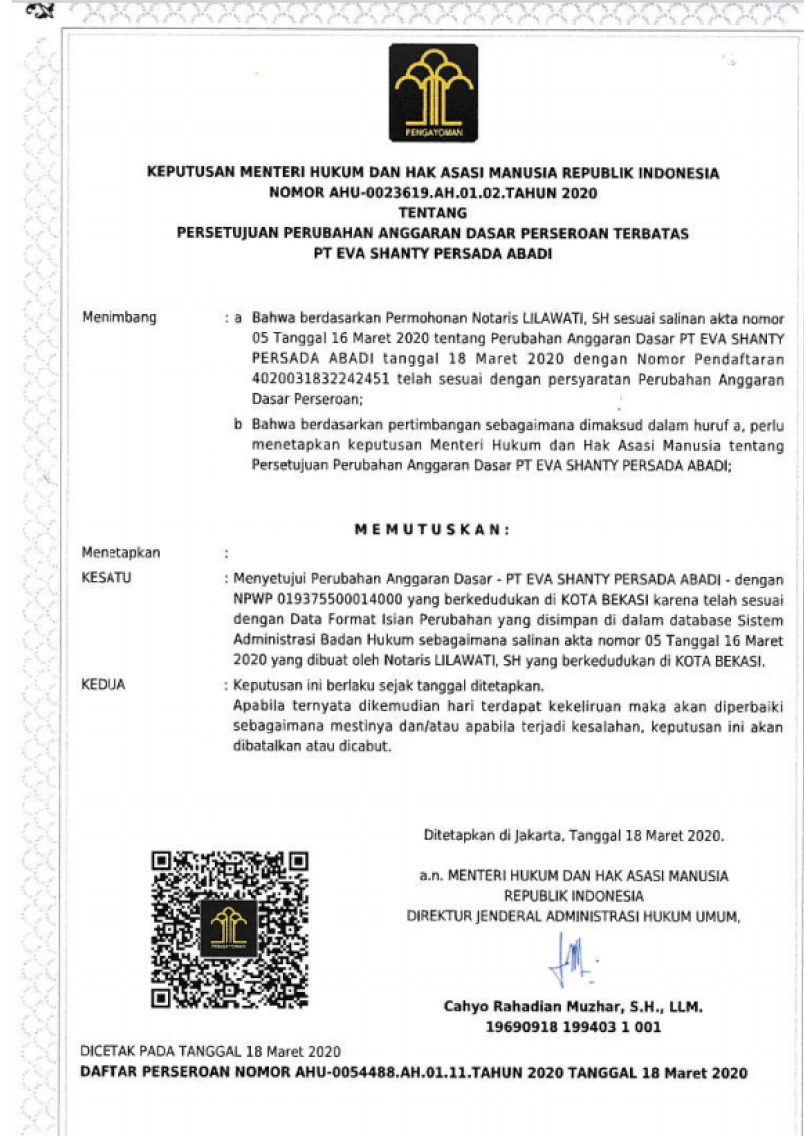 PENGAYOMAN
KEPUTUSAN MENTERI HUKUM DAN HAK ASASI MANUSIA REPUBLIK INDONESIA
NOMOR AHU-0023619.AH.01.02.TAHUN 2020
TENTANG
PERSETUJUAN PERUBAHAN ANGGARAN DASAR PERSEROAN TERBATAS
PT EVA SHANTY PERSADA ABADI
Menimbang : a Bahwa berdasarkan Permohonan Notaris LILAWATI, SH sesuai salinan akta nomor
05 Tanggal 16 Maret 2020 tentang Perubahan Anggaran Dasar PT EVA SHANTY
PERSADA ABADI tanggal 18 Maret 2020 dengan Nomor Pendaftaran
4020031832242451 telah sesuai dengan persyaratan Perubahan Anggaran
Dasar Perseroan;
b Bahwa berdasarkan pertimbangan sebagaimana dimaksud dalam huruf a, perlu
menetapkan keputusan Menteri Hukum dan Hak Asasi Manusia tentang
Persetujuan Perubahan Anggaran Dasar PT EVA SHANTY PERSADA ABADI;
MEMUTUSKAN:
Menetapkan :
KESATU : Menyetujui Perubahan Anggaran Dasar - PT EVA SHANTY PERSADA ABADI - dengan
NPWP 019375500014000 yang berkedudukan di KOTA BEKASI karena telah sesuai
dengan Data Format Isian Perubahan yang disimpan di dalam database Sistem
Administrasi Badan Hukum sebagaimana salinan akta nomor 05 Tanggal 16 Maret
2020 yang dibuat oleh Notaris LILAWATI, SH yang berkedudukan di KOTA BEKASI.
KEDUA : Keputusan ini berlaku sejak tanggal ditetapkan.
Apabila ternyata dikemudian hari terdapat kekeliruan maka akan diperbaiki
sebagaimana mestinya dan/atau apabila terjadi kesalahan, keputusan ini akan
dibatalkan atau dicabut.
Ditetapkan di Jakarta, Tanggal 18 Maret 2020.
a.n. MENTERI HUKUM DAN HAK ASASI MANUSIA
REPUBLIK INDONESIA
DIREKTUR JENDERAL ADMINISTRASI HUKUM UMUM,
PENGAYOMAN
Cahyo Rahadian Muzhar, S.H., LLM.
19690918 199403 1 001
DICETAK PADA TANGGAL 18 Maret 2020
DAFTAR PERSEROAN NOMOR AHU-0054488.AH.01.11.TAHUN 2020 TANGGAL 18 Maret 2020